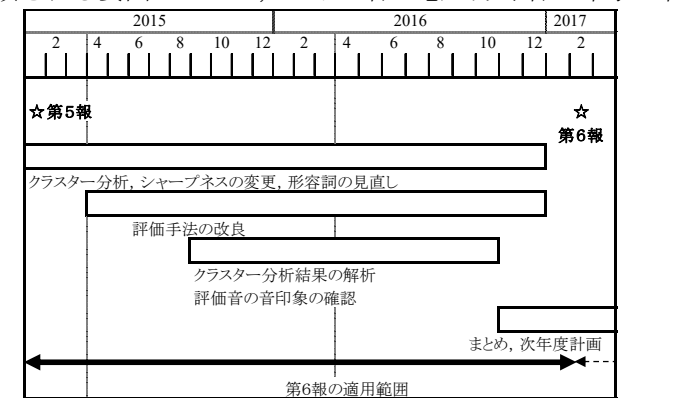 2015 2016 2017
2 4 6 8 10 12 2 4 6 8 10 12 2
☆第5報 ☆
第6報
クラスター分析, シャープネスの変更, 形容詞の見直し
評価手法の改良
クラスター分析結果の解析
評価音の音印象の確認
まとめ, 次年度計画
第6報の適用範囲